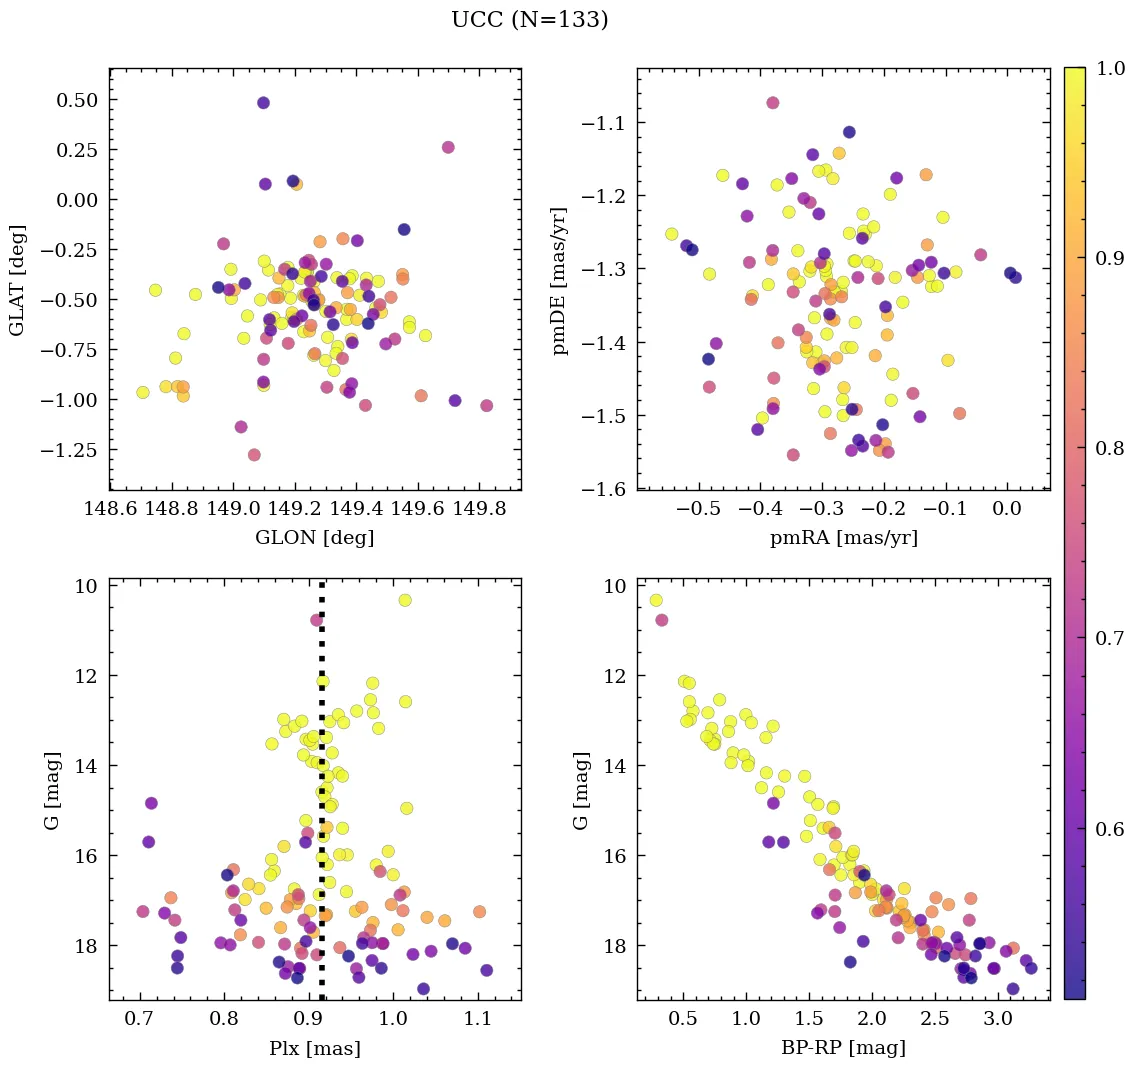 UCC (N=133)
0.50
0.25
0.00
−0.25
−0.50
−0.75
−1.00
−1.25
GLAT [deg]
148.6 148.8 149.0 149.2 149.4 149.6 149.8
GLON [deg]
−1.1
−1.2
−1.3
−1.4
−1.5
−1.6
pmDE [mas/yr]
−0.5 −0.4 −0.3 −0.2 −0.1 0.0
pmRA [mas/yr]
10
12
14
16
18
G [mag]
0.7 0.8 0.9 1.0 1.1
Plx [mas]
10
12
14
16
18
G [mag]
0.5 1.0 1.5 2.0 2.5 3.0
BP-RP [mag]
1.0
0.9
0.8
0.7
0.6